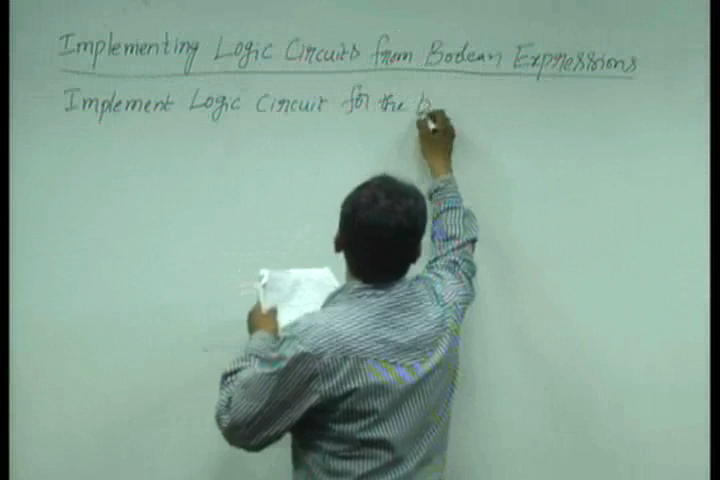 Implementing Logic Circuits from Boolean Expressions
Implement Logic Circuit for the b